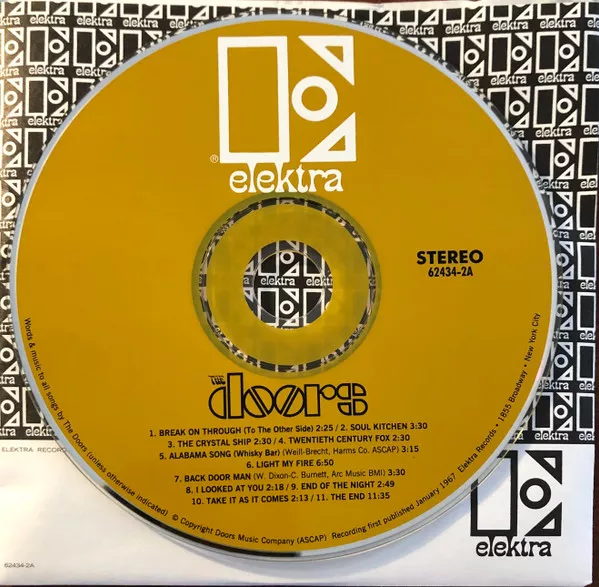 ®
elektra
STEREO
62434-2A
THE
doors
1. BREAK ON THROUGH (To The Other Side) 2:25 / 2. SOUL KITCHEN 3:30
3. THE CRYSTAL SHIP 2:30 / 4. TWENTIETH CENTURY FOX 2:30
5. ALABAMA SONG (Whisky Bar) (Weill-Brecht, Harms Co. ASCAP) 3:15
6. LIGHT MY FIRE 6:50
7. BACK DOOR MAN (W. Dixon-C. Burnett, Arc Music BMI) 3:30
8. I LOOKED AT YOU 2:18 / 9. END OF THE NIGHT 2:49
10. TAKE IT AS IT COMES 2:13 / 11. THE END 11:35
Words & music to all songs by The Doors (unless otherwise indicated) © Copyright Doors Music Company (ASCAP) Recording first published January 1967 Elektra Records • 1855 Broadway • New York City
ELEKTRA RECOR
62434-2A
elektra